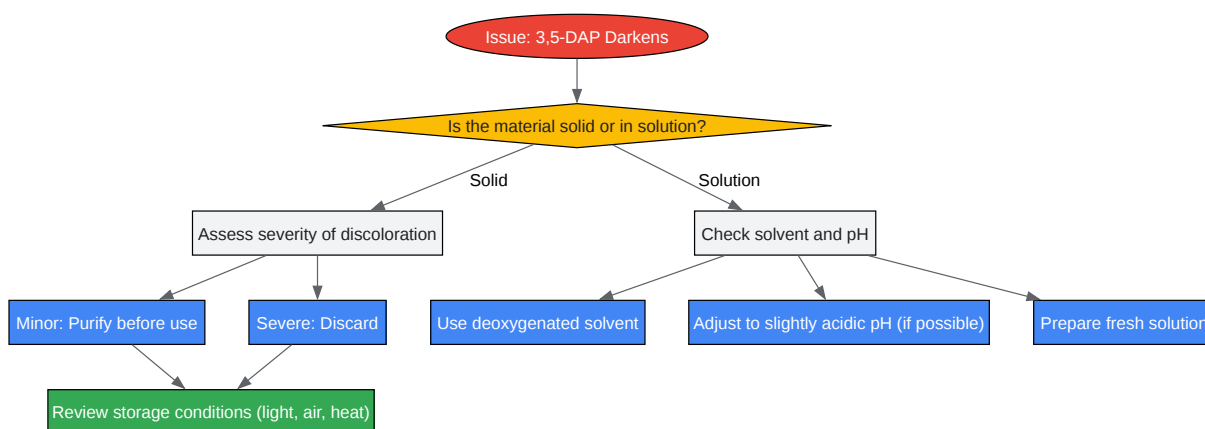 Issue: 3,5-DAP Darkens
Is the material solid or in solution?
Solid
Solution
Assess severity of discoloration
Check solvent and pH
Minor: Purify before use
Severe: Discard
Use deoxygenated solvent
Adjust to slightly acidic pH (if possible)
Prepare fresh solution
Review storage conditions (light, air, heat)